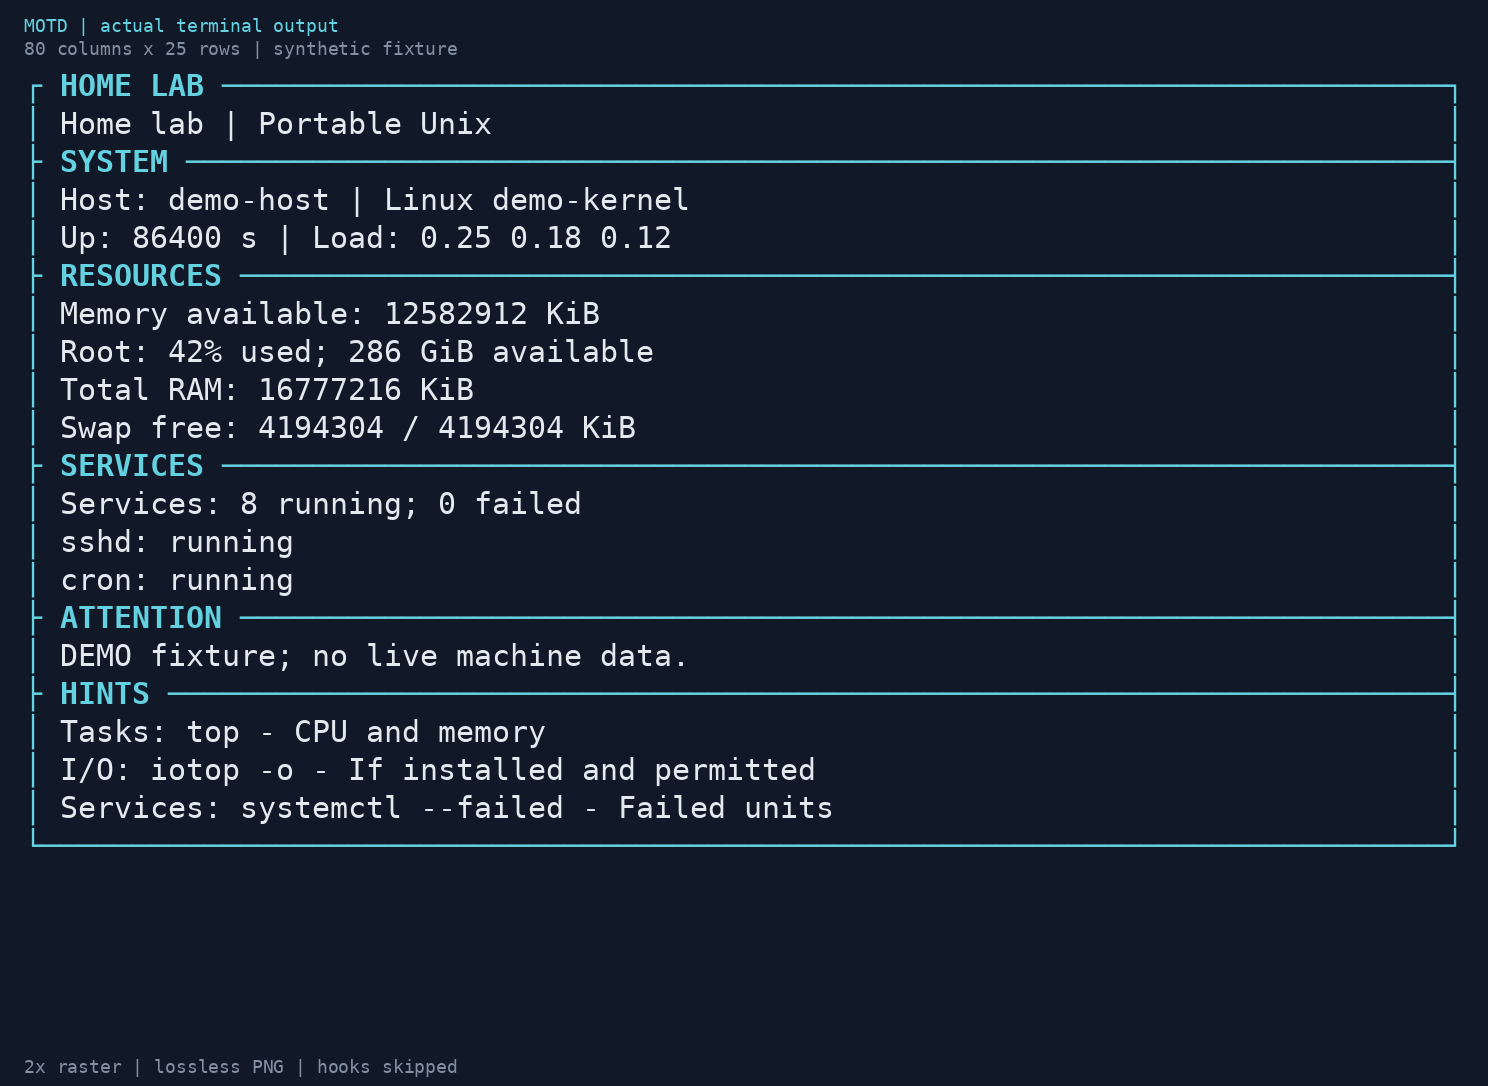 MOTD | actual terminal output
80 columns x 25 rows | synthetic fixture
HOME LAB
Home lab | Portable Unix
SYSTEM
Host: demo-host | Linux demo-kernel
Up: 86400 s | Load: 0.25 0.18 0.12
RESOURCES
Memory available: 12582912 KiB
Root: 42% used; 286 GiB available
Total RAM: 16777216 KiB
Swap free: 4194304 / 4194304 KiB
SERVICES
Services: 8 running; 0 failed
sshd: running
cron: running
ATTENTION
DEMO fixture; no live machine data.
HINTS
Tasks: top - CPU and memory
I/O: iotop -o - If installed and permitted
Services: systemctl --failed - Failed units
2x raster | lossless PNG | hooks skipped